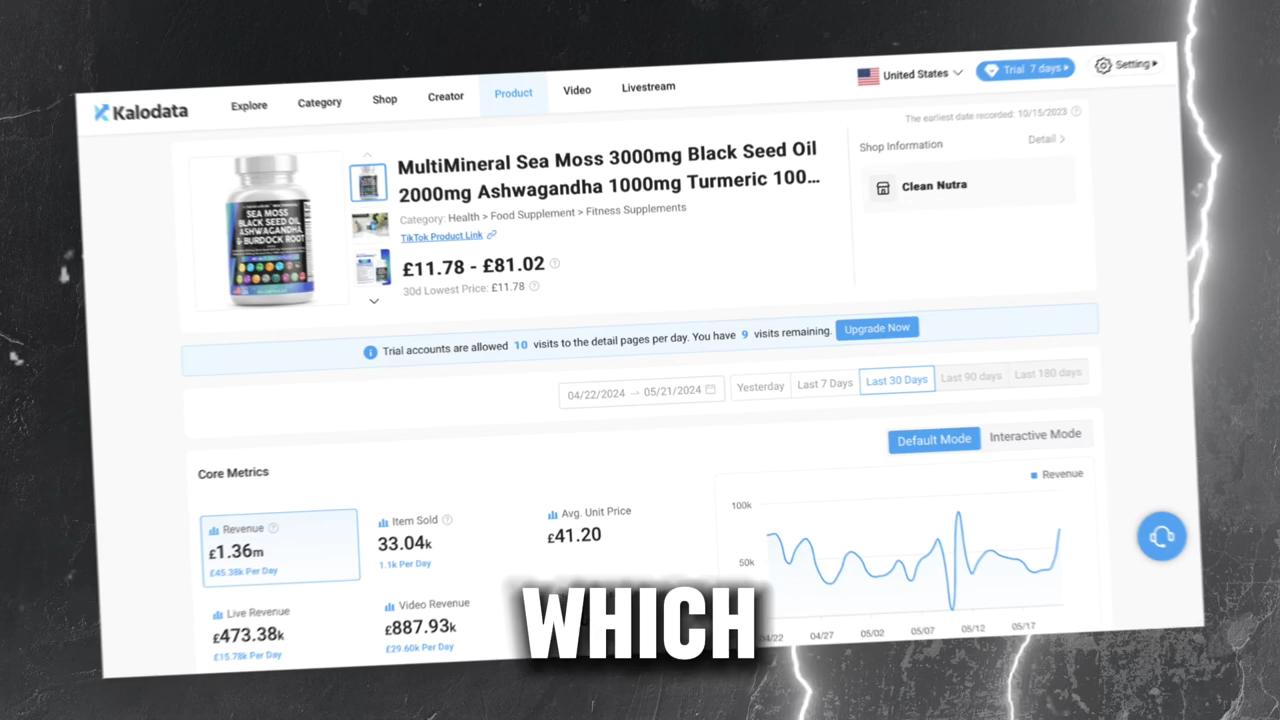 Kalodata
Explore
Category
Shop
Creator
Product
Video
Livestream
United States
Trial 7 days
Setting
The earliest date recorded: 10/15/2023
SEA MOSS
BLACK SEED OIL
ASHWAGANDHA
& BURDOCK ROOT
MultiMineral Sea Moss 3000mg Black Seed Oil
2000mg Ashwagandha 1000mg Turmeric 100...
Category: Health > Food Supplement > Fitness Supplements
TikTok Product Link
£11.78 - £81.02
30d Lowest Price: £11.78
Shop Information
Detail >
Clean Nutra
Trial accounts are allowed 10 visits to the detail pages per day. You have 9 visits remaining.
Upgrade Now
04/22/2024 → 05/21/2024
Yesterday
Last 7 Days
Last 30 Days
Last 90 days
Last 180 days
Default Mode
Interactive Mode
Core Metrics
Revenue
£1.36m
£45.38k Per Day
Item Sold
33.04k
1.1k Per Day
Avg. Unit Price
£41.20
Live Revenue
£473.38k
£15.78k Per Day
Video Revenue
£887.93k
£29.60k Per Day
Revenue
100k
50k
04/22
04/27
05/02
05/07
05/12
05/17
WHICH